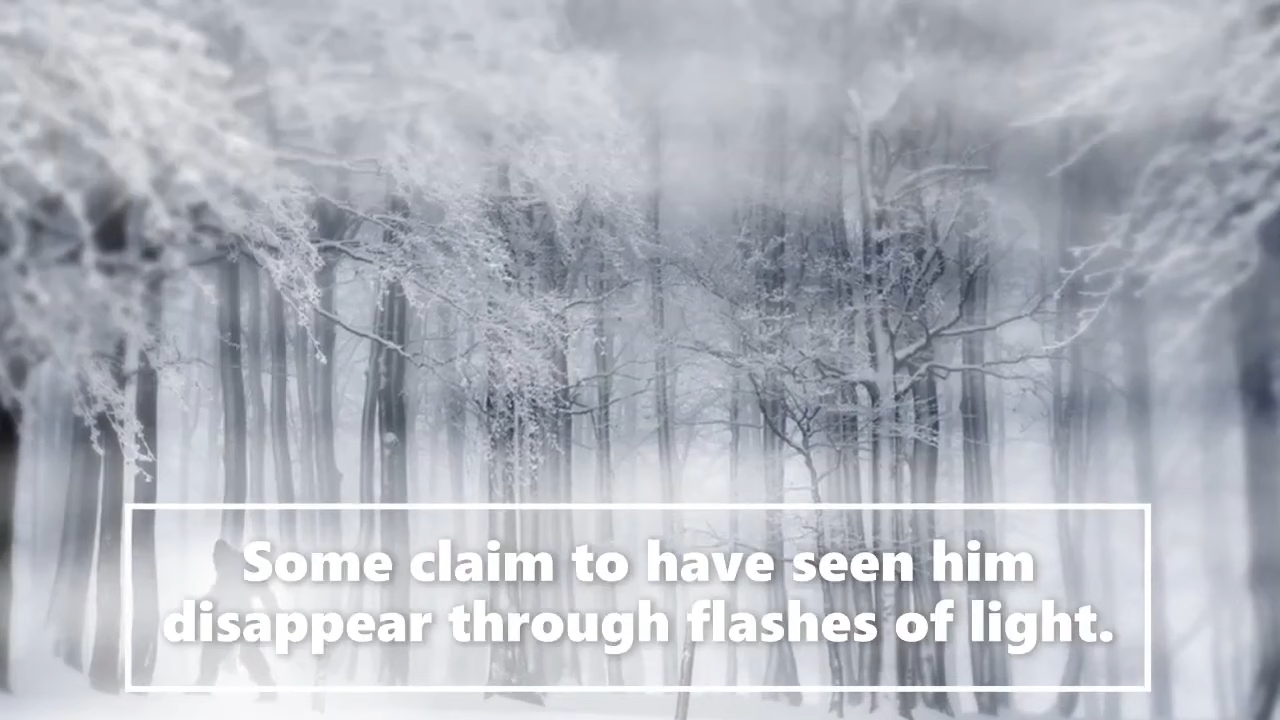 Some claim to have seen him
disappear through flashes of light.